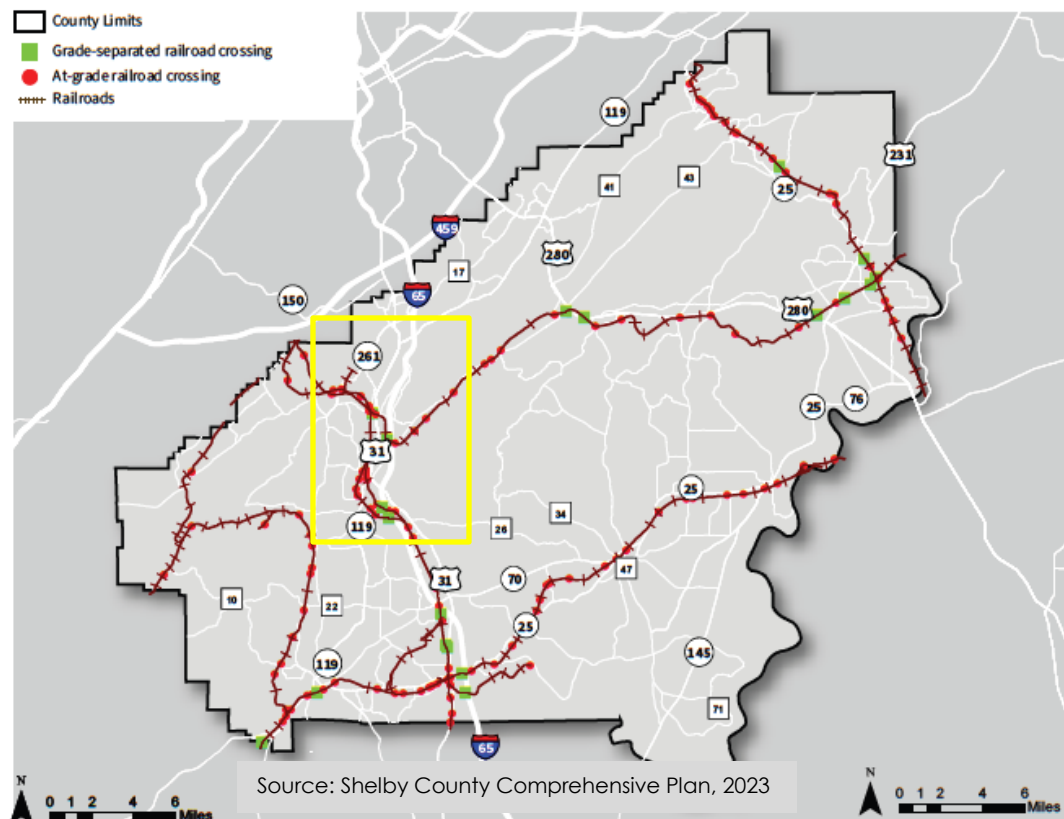 County Limits
Grade-separated railroad crossing
At-grade railroad crossing
Railroads
119
231
41
43
25
459
280
17
65
150
280
261
25
76
31
25
119
26
34
31
70
47
10
22
25
119
145
71
65
Source: Shelby County Comprehensive Plan, 2023
N
0 1 2 4 6
Miles
N
0 1 2 4 6
Miles